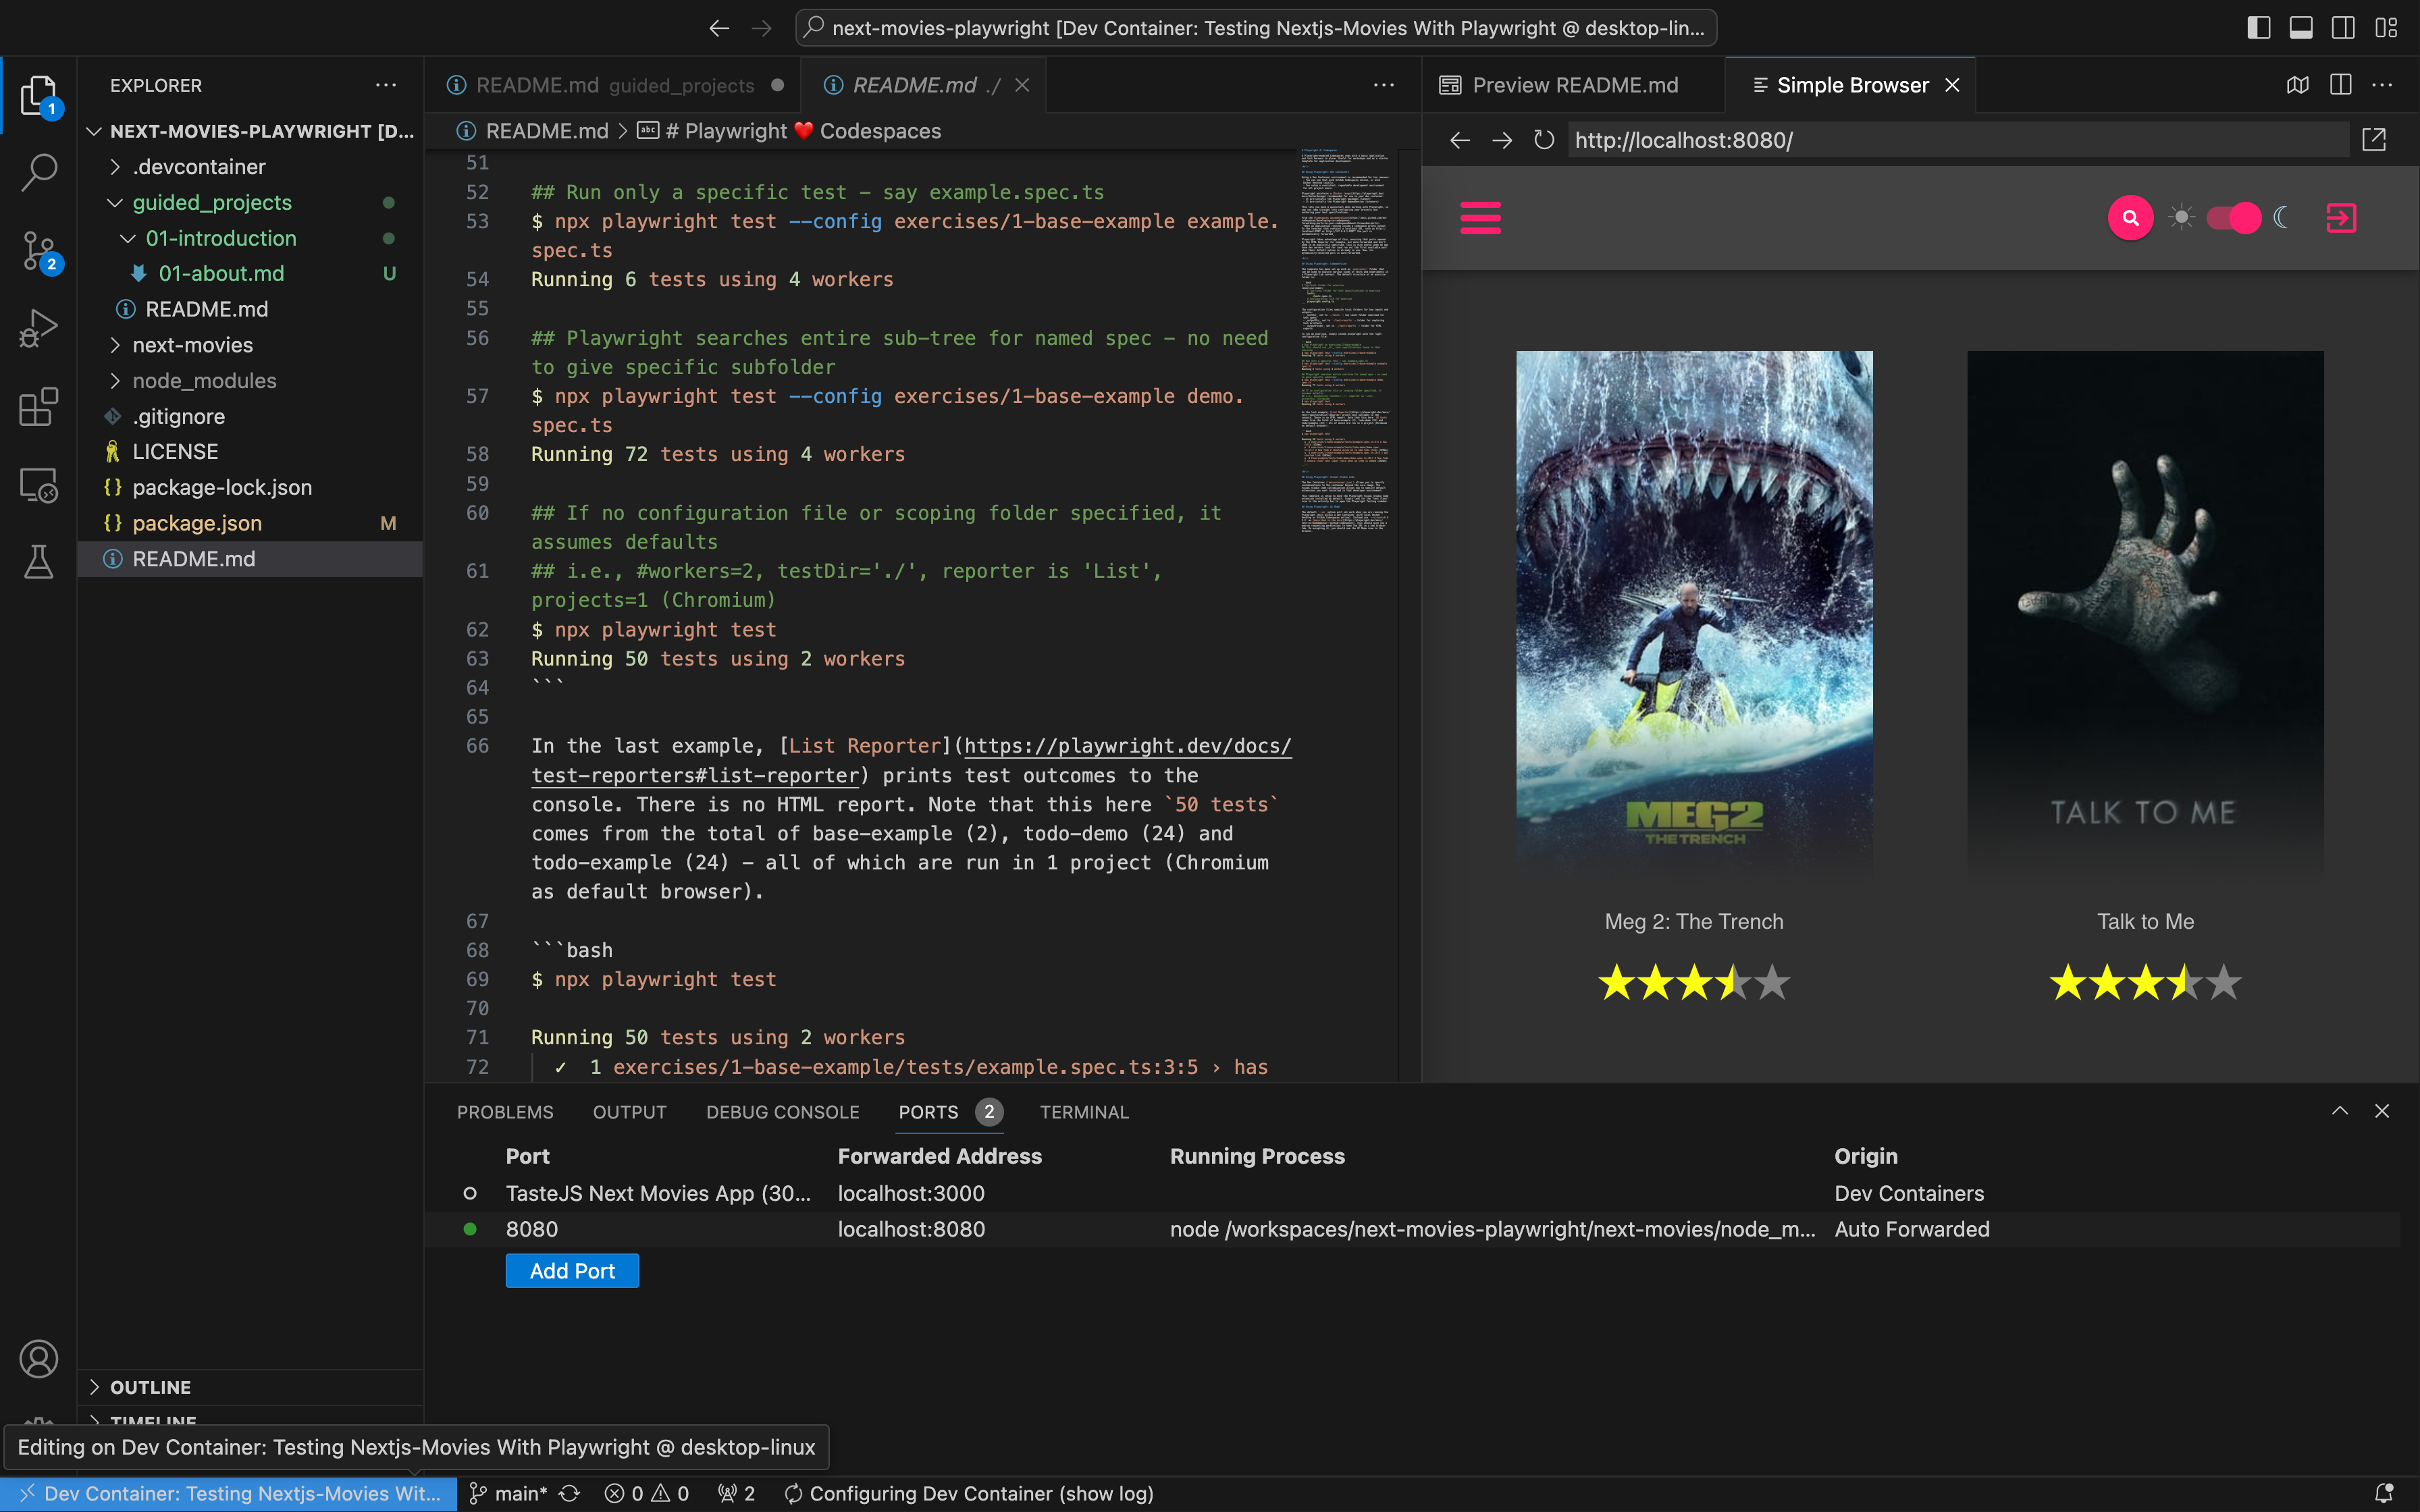 next-movies-playwright [Dev Container: Testing Nextjs-Movies With Playwright @ desktop-lin...
1
2
EXPLORER
NEXT-MOVIES-PLAYWRIGHT [D...
.devcontainer
guided_projects
01-introduction
01-about.md U
README.md
next-movies
node_modules
.gitignore
LICENSE
package-lock.json
package.json M
README.md
OUTLINE
TIMELINE
README.md guided_projects
README.md ./
README.md > # Playwright ❤️ Codespaces
51
52 ## Run only a specific test – say example.spec.ts
53 $ npx playwright test --config exercises/1-base-example example.
spec.ts
54 Running 6 tests using 4 workers
55
56 ## Playwright searches entire sub-tree for named spec – no need
to give specific subfolder
57 $ npx playwright test --config exercises/1-base-example demo.
spec.ts
58 Running 72 tests using 4 workers
59
60 ## If no configuration file or scoping folder specified, it
assumes defaults
61 ## i.e., #workers=2, testDir='./', reporter is 'List',
projects=1 (Chromium)
62 $ npx playwright test
63 Running 50 tests using 2 workers
64 ```
65
66 In the last example, [List Reporter](https://playwright.dev/docs/
test-reporters#list-reporter) prints test outcomes to the
console. There is no HTML report. Note that this here `50 tests`
comes from the total of base-example (2), todo-demo (24) and
todo-example (24) – all of which are run in 1 project (Chromium
as default browser).
67
68 ```bash
69 $ npx playwright test
70
71 Running 50 tests using 2 workers
72 ✓ 1 exercises/1-base-example/tests/example.spec.ts:3:5 › has
Preview README.md
Simple Browser
http://localhost:8080/
MEG2
THE TRENCH
TALK TO ME
Meg 2: The Trench
Talk to Me
PROBLEMS OUTPUT DEBUG CONSOLE PORTS 2 TERMINAL
Port Forwarded Address Running Process Origin
TasteJS Next Movies App (30... localhost:3000 Dev Containers
8080 localhost:8080 node /workspaces/next-movies-playwright/next-movies/node_m... Auto Forwarded
Add Port
Editing on Dev Container: Testing Nextjs-Movies With Playwright @ desktop-linux
Dev Container: Testing Nextjs-Movies Wit... main* 0 0 2 Configuring Dev Container (show log)